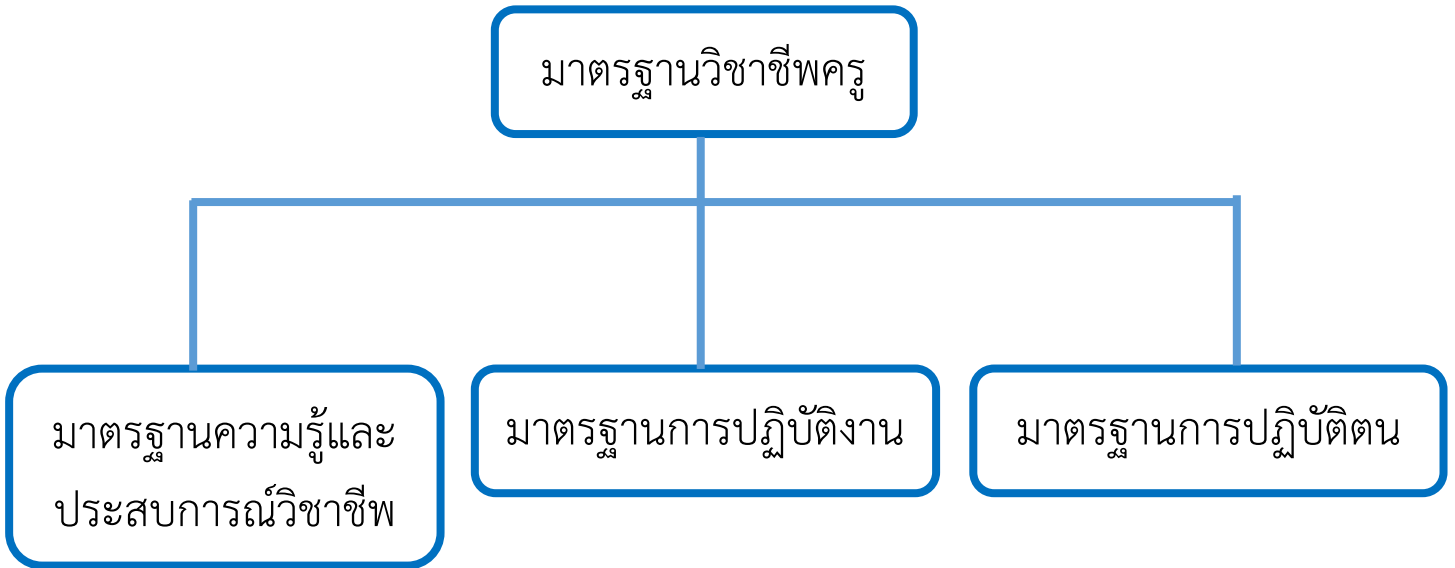 มาตรฐานวิชาชีพครู
มาตรฐานความรู้และ
ประสบการณ์วิชาชีพ
มาตรฐานการปฏิบัติงาน
มาตรฐานการปฏิบัติตน